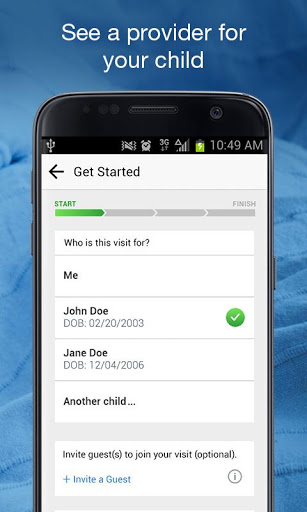 See a provider for
your child
3G
10:49 AM
Get Started
START
FINISH
Who is this visit for?
Me
John Doe
DOB: 02/20/2003
Jane Doe
DOB: 12/04/2006
Another child...
Invite guest(s) to join your visit (optional).
+ Invite a Guest